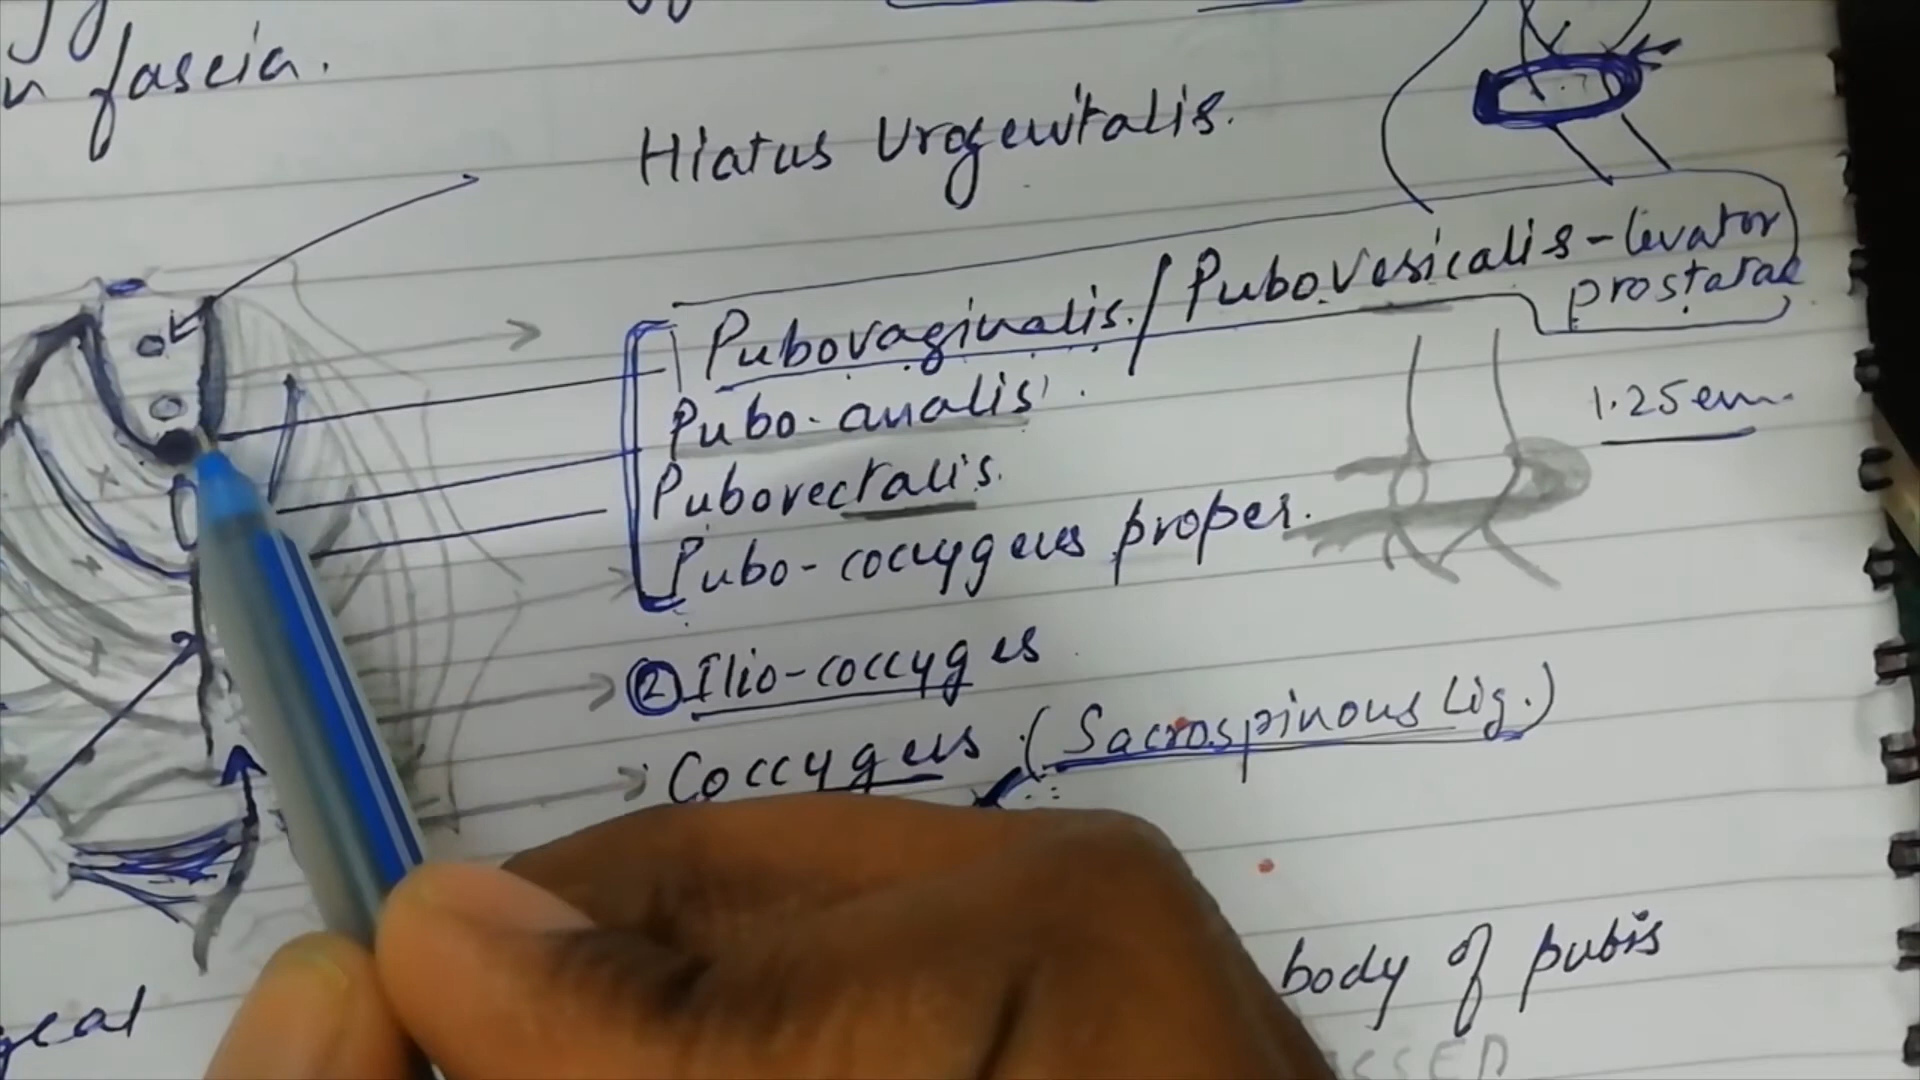 fascia.
Hiatus Urogenitalis.
Pubovaginalis. / Pubovesicalis - levator
prostatae
Pubo-analis
1.25 cm.
Puborectalis.
Pubo-coccygeus proper.
② Ilio-coccyges
Coccygeus (Sacrospinous Lig.)
body of pubis